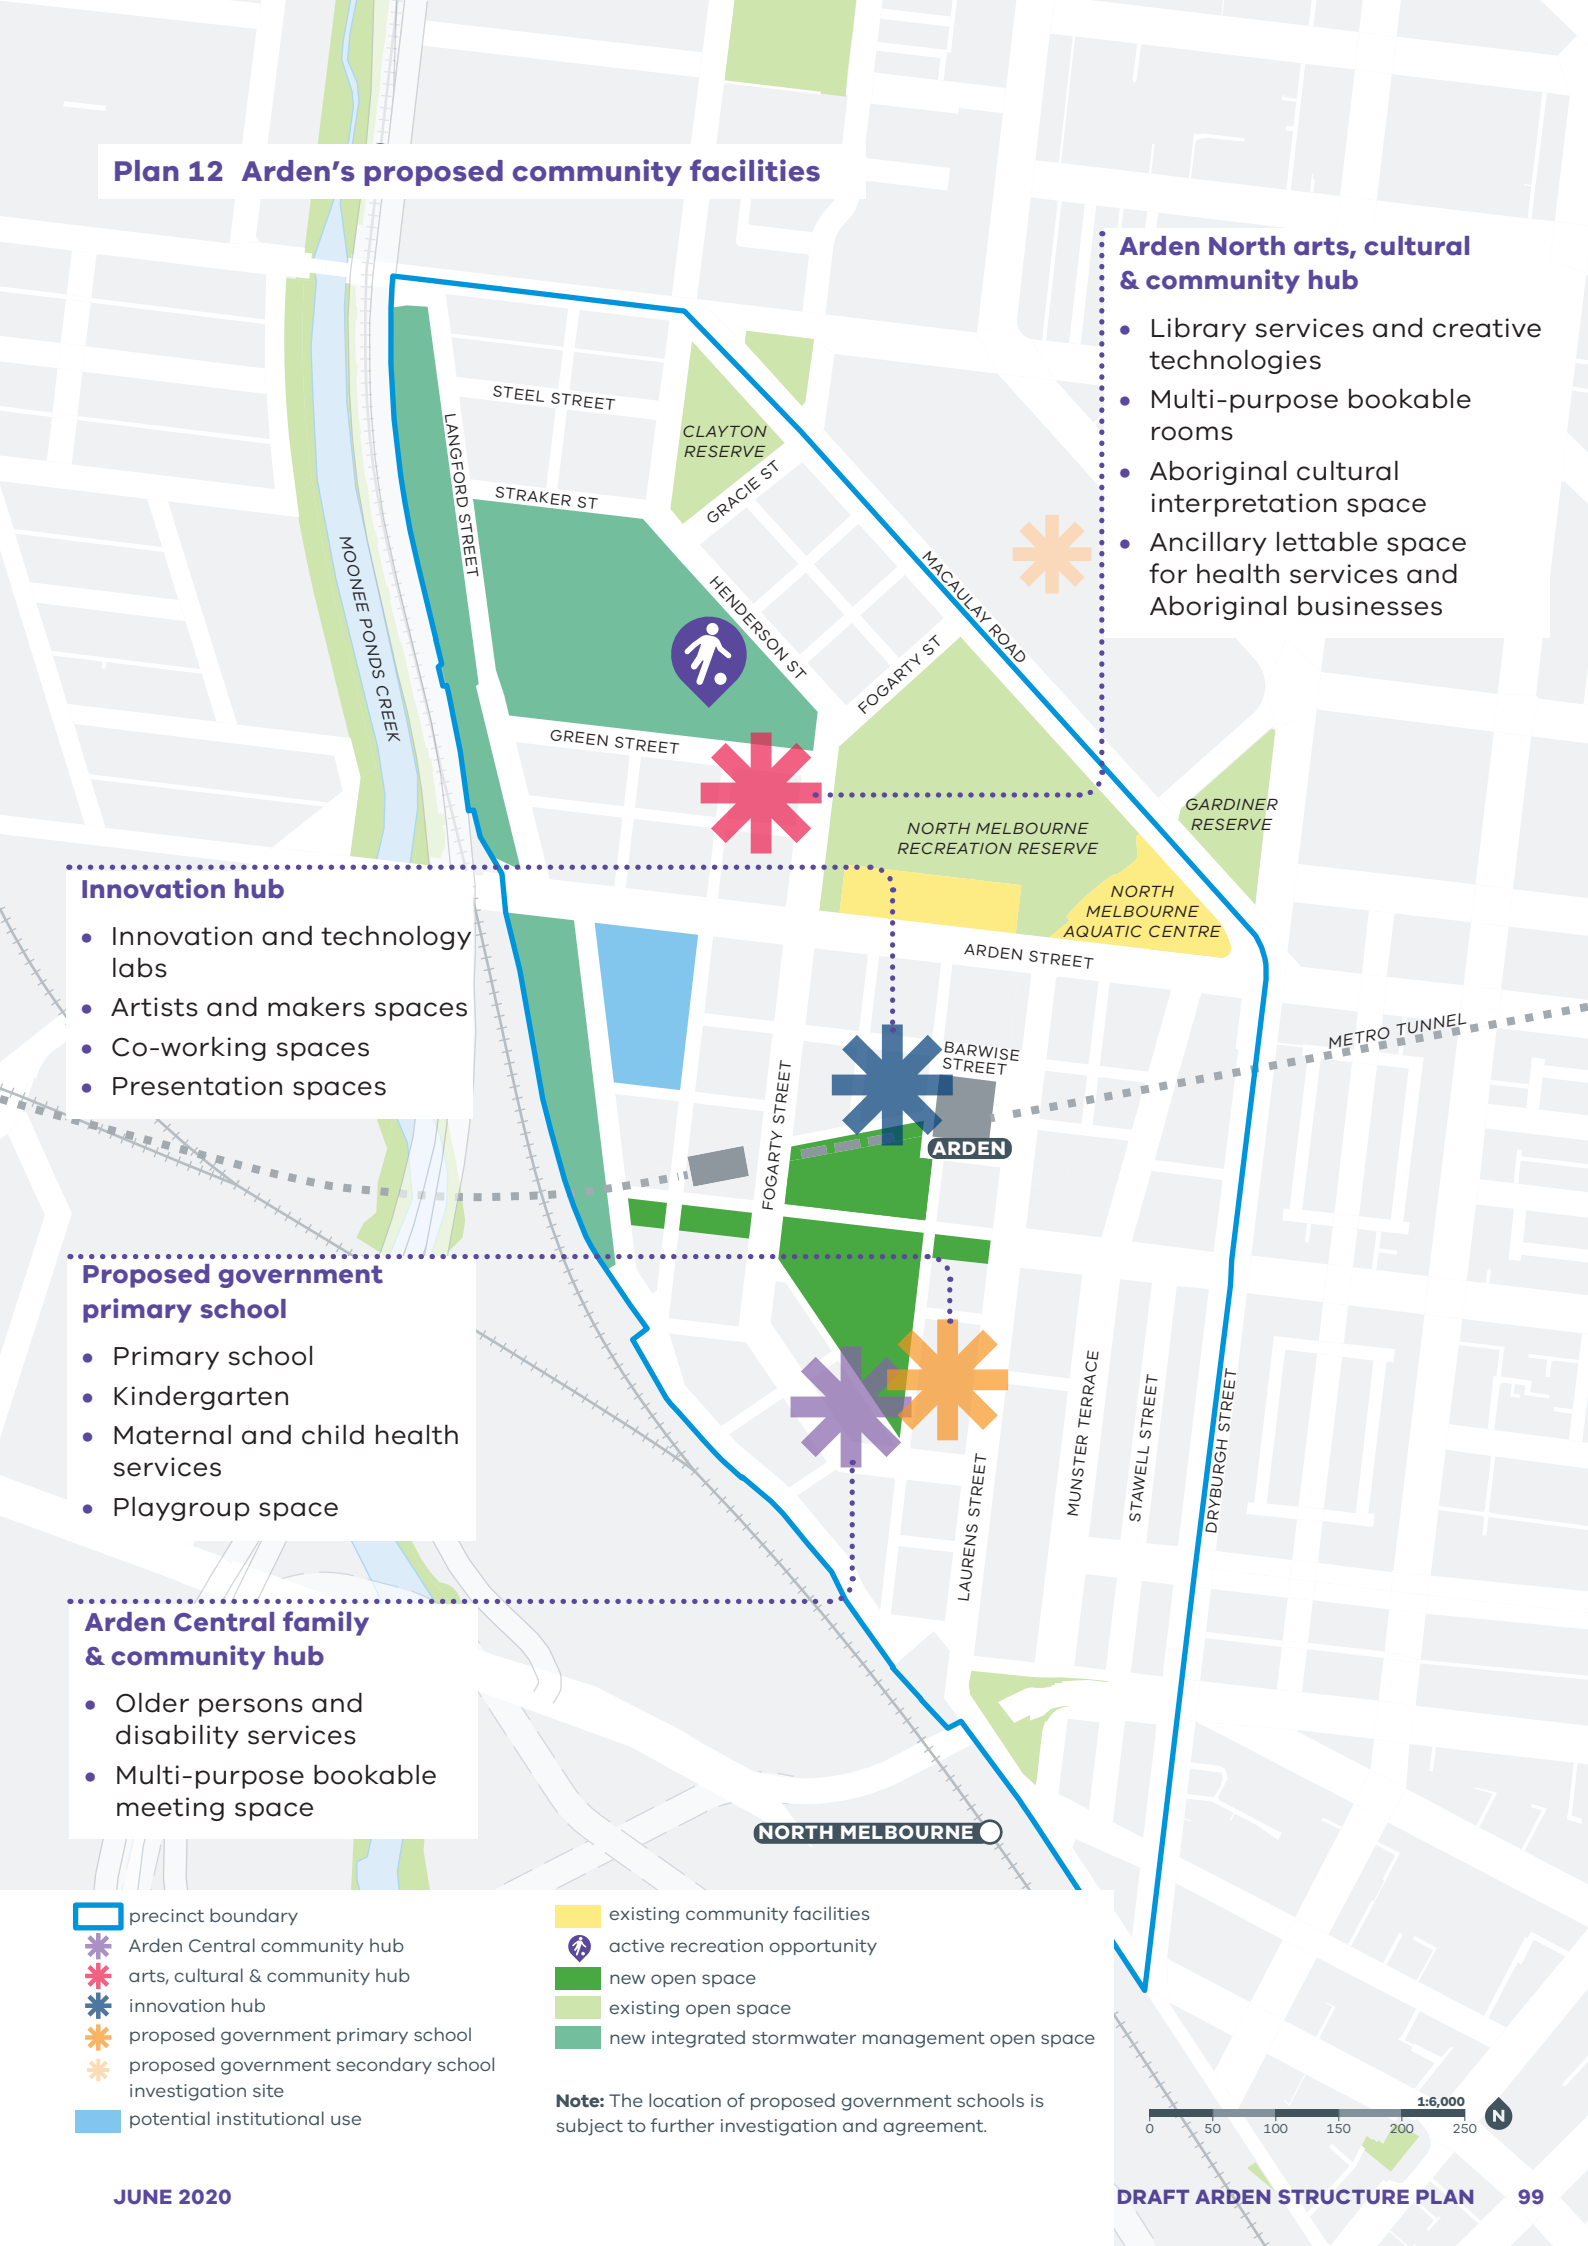 Plan 12 Arden's proposed community facilities
Arden North arts, cultural
& community hub
• Library services and creative
technologies
• Multi-purpose bookable
rooms
• Aboriginal cultural
interpretation space
• Ancillary lettable space
for health services and
Aboriginal businesses
STEEL STREET
LANGFORD STREET
CLAYTON
RESERVE
GRACIE ST
STRAKER ST
MOONEE PONDS CREEK
HENDERSON ST
MACAULAY ROAD
FOGARTY ST
GREEN STREET
NORTH MELBOURNE
RECREATION RESERVE
GARDINER
RESERVE
NORTH
MELBOURNE
AQUATIC CENTRE
ARDEN STREET
Innovation hub
• Innovation and technology
labs
• Artists and makers spaces
• Co-working spaces
• Presentation spaces
METRO TUNNEL
BARWISE
STREET
FOGARTY STREET
ARDEN
Proposed government
primary school
• Primary school
• Kindergarten
• Maternal and child health
services
• Playgroup space
MUNSTER TERRACE
STAWELL STREET
DRYBURGH STREET
LAURENS STREET
Arden Central family
& community hub
• Older persons and
disability services
• Multi-purpose bookable
meeting space
NORTH MELBOURNE
precinct boundary
Arden Central community hub
arts, cultural & community hub
innovation hub
proposed government primary school
proposed government secondary school
investigation site
potential institutional use
existing community facilities
active recreation opportunity
new open space
existing open space
new integrated stormwater management open space
Note: The location of proposed government schools is
subject to further investigation and agreement.
1:6,000
0 50 100 150 200 250
N
JUNE 2020
DRAFT ARDEN STRUCTURE PLAN 99